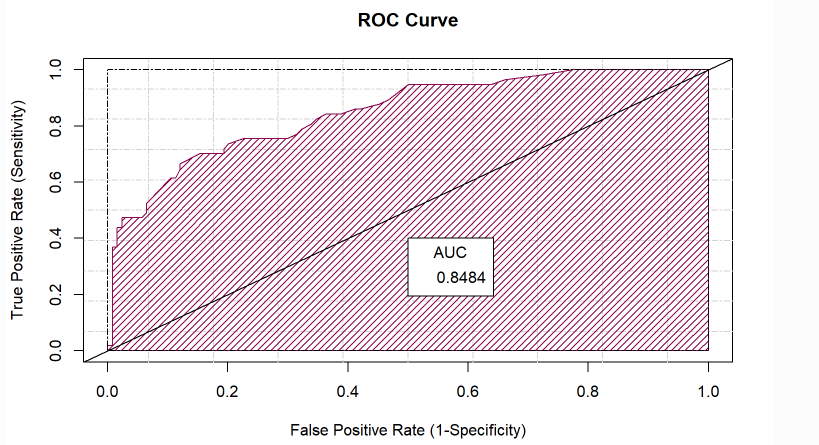 ROC Curve
True Positive Rate (Sensitivity)
1.0
0.8
0.6
0.4
0.2
0.0
AUC
0.8484
0.0 0.2 0.4 0.6 0.8 1.0
False Positive Rate (1-Specificity)